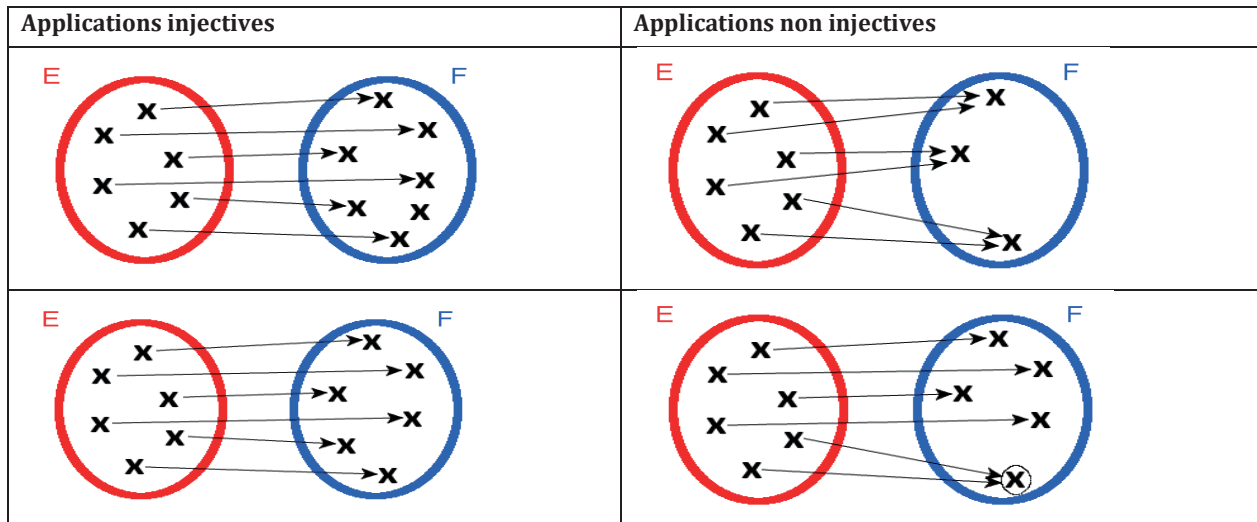 Applications injectives
Applications non injectives
E F
E F
E F
E F